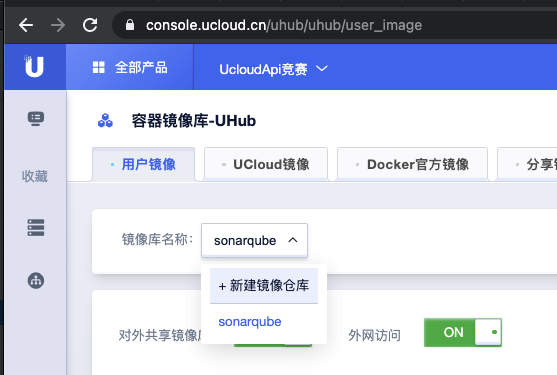 console.ucloud.cn/uhub/uhub/user_image
U
全部产品
UcloudApi竞赛
容器镜像库-UHub
收藏
用户镜像
UCloud镜像
Docker官方镜像
分享
镜像库名称:
sonarqube
+ 新建镜像仓库
sonarqube
对外共享镜像
外网访问
ON